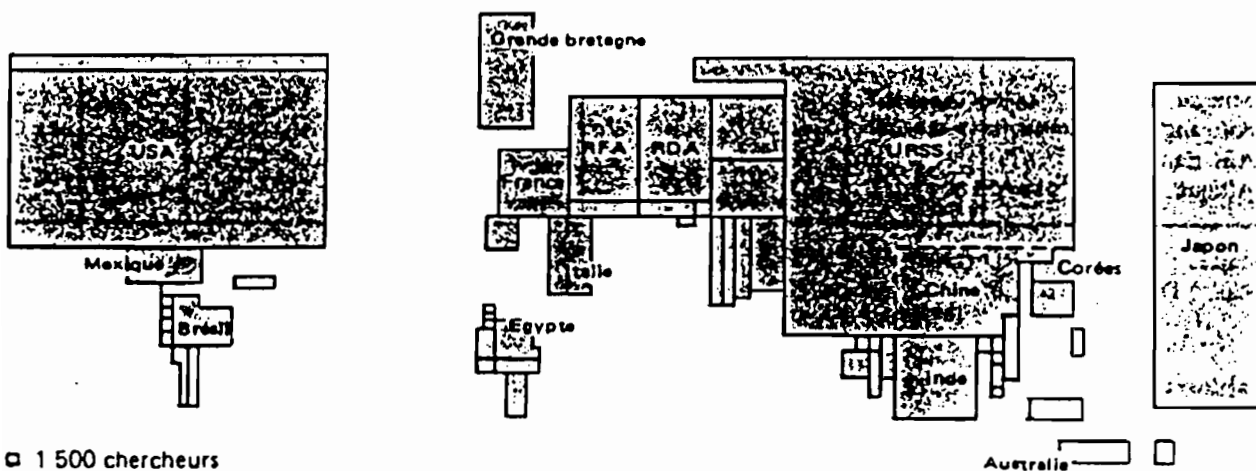 Grande bretagne
USA
RFA
RDA
URSS
Mexique
Italie
Japon
Corées
Chine
Brésil
Egypte
Inde
1 500 chercheurs
Australie